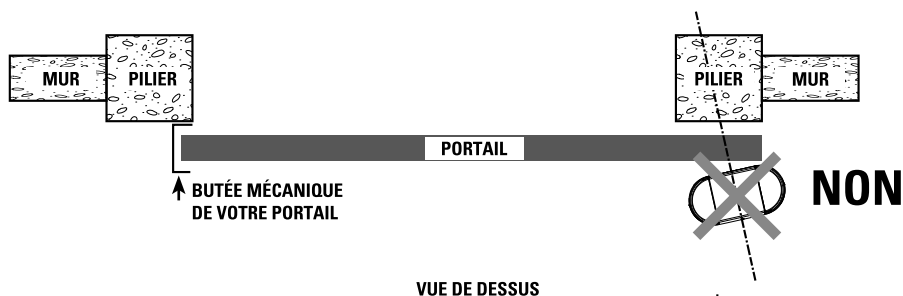 MUR PILIER PILIER MUR
PORTAIL
BUTÉE MÉCANIQUE
DE VOTRE PORTAIL
NON
VUE DE DESSUS